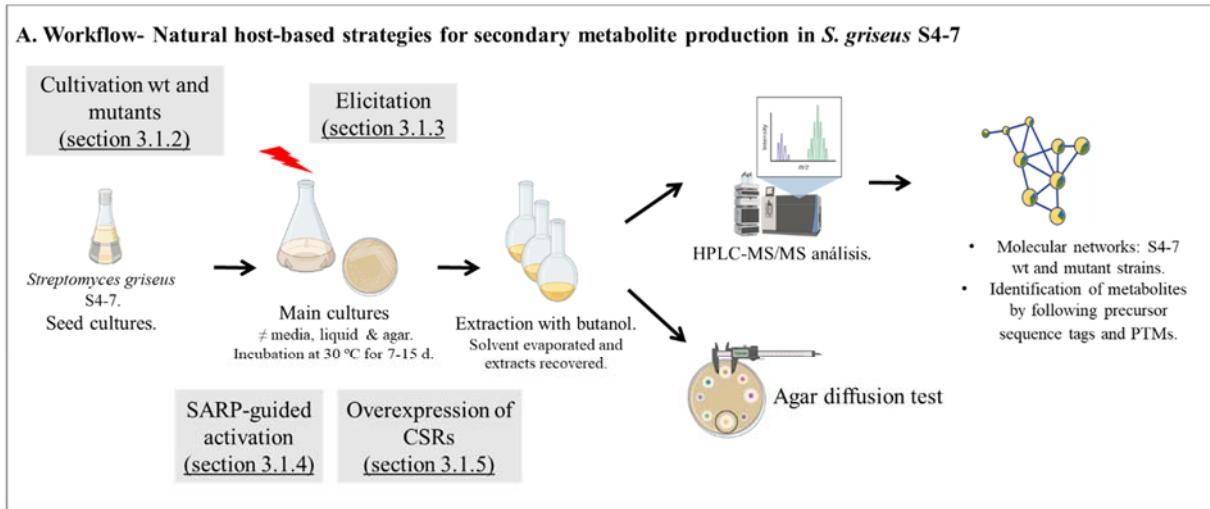 A. Workflow- Natural host-based strategies for secondary metabolite production in S. griseus S4-7
Cultivation wt and
mutants
(section 3.1.2)
Elicitation
(section 3.1.3
Streptomyces griseus
S4-7.
Seed cultures.
Main cultures
≠ media, liquid & agar.
Incubation at 30 °C for 7-15 d.
Extraction with butanol.
Solvent evaporated and
extracts recovered.
Intensity
m/z
HPLC-MS/MS análisis.
• Molecular networks: S4-7
wt and mutant strains.
• Identification of metabolites
by following precursor
sequence tags and PTMs.
Agar diffusion test
SARP-guided
activation
(section 3.1.4)
Overexpression of
CSRs
(section 3.1.5)